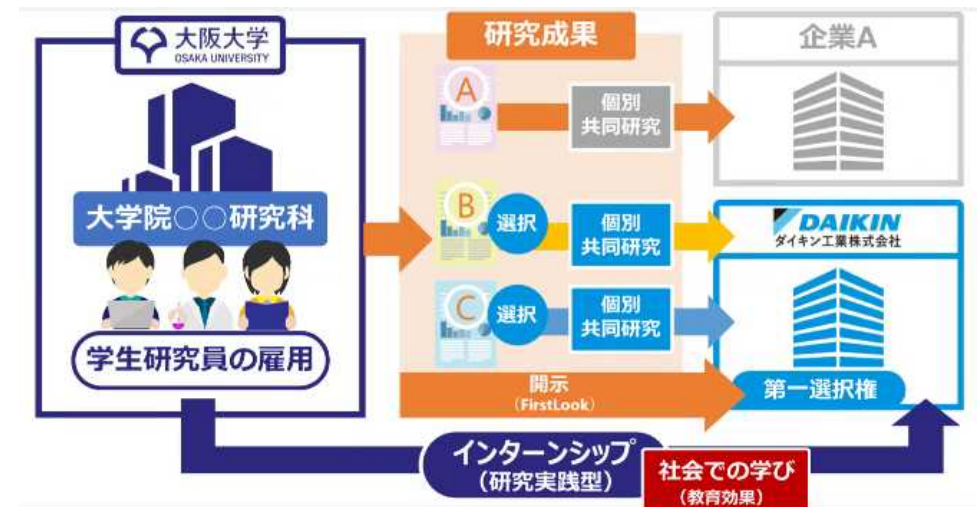 大阪大学
OSAKA UNIVERSITY
大学院○○研究科
学生研究員の雇用
研究成果
A
個別
共同研究
B
選択
個別
共同研究
C
選択
個別
共同研究
開示
(FirstLook)
企業A
DAIKIN
ダイキン工業株式会社
第一選択権
インターンシップ
(研究実践型)
社会での学び
(教育効果)